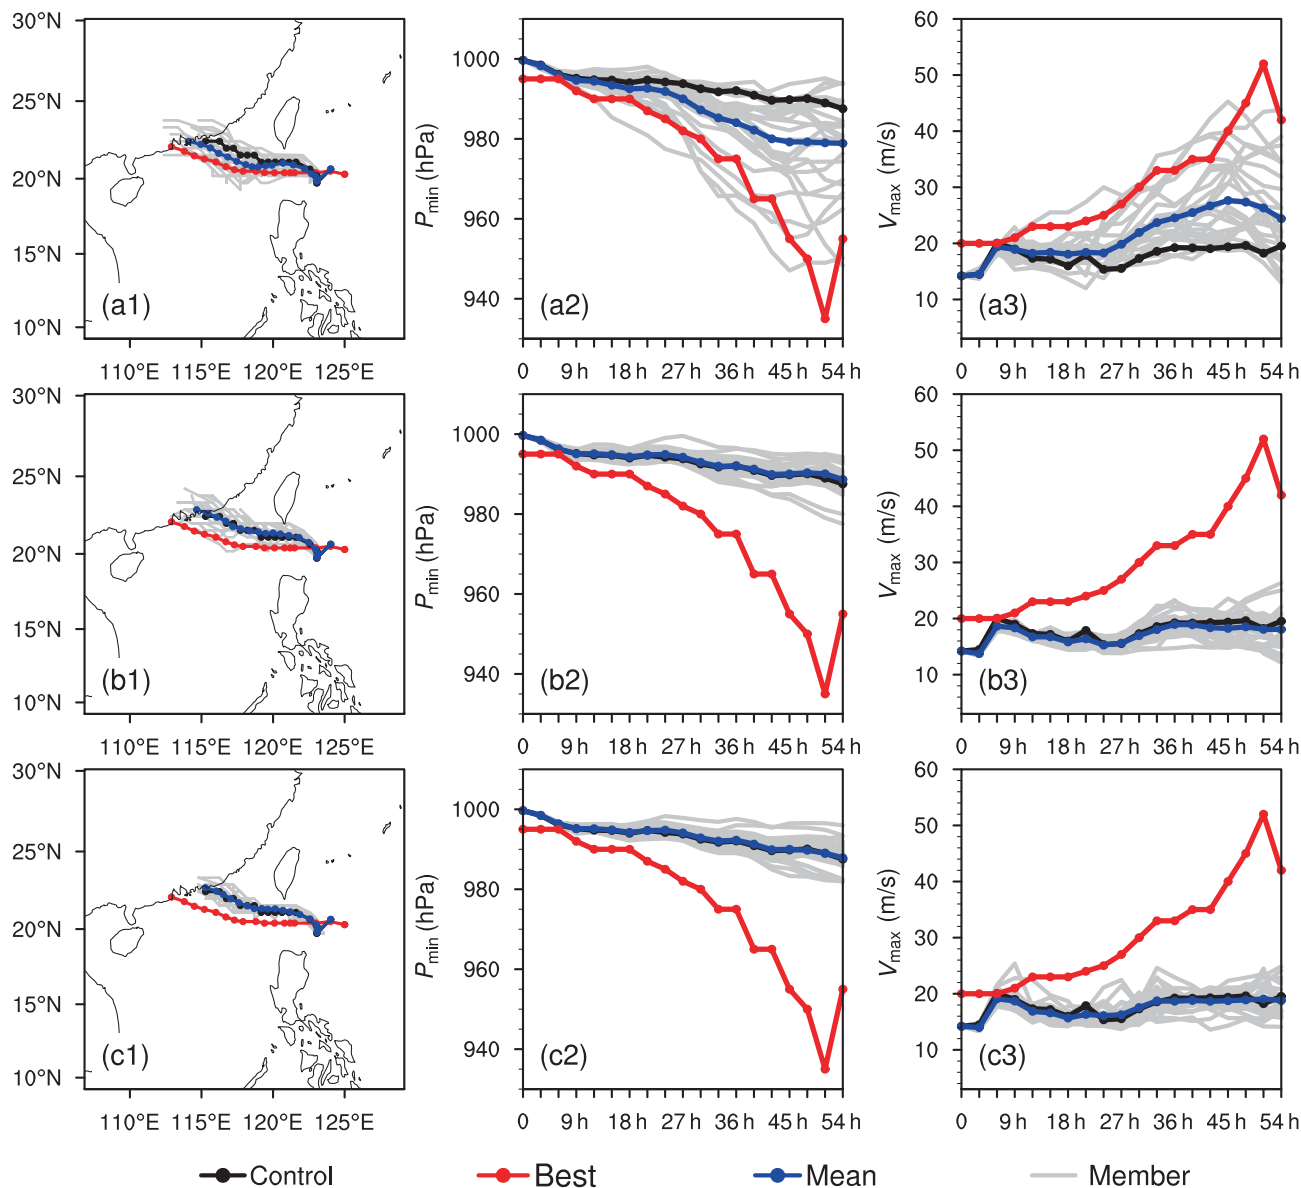 30°N
25°N
20°N
15°N
10°N
110°E 115°E 120°E 125°E
(a1)
P min (hPa)
1000
980
960
940
0 9 h 18 h 27 h 36 h 45 h 54 h
(a2)
V max (m/s)
60
50
40
30
20
10
0 9 h 18 h 27 h 36 h 45 h 54 h
(a3)
30°N
25°N
20°N
15°N
10°N
110°E 115°E 120°E 125°E
(b1)
P min (hPa)
1000
980
960
940
0 9 h 18 h 27 h 36 h 45 h 54 h
(b2)
V max (m/s)
60
50
40
30
20
10
0 9 h 18 h 27 h 36 h 45 h 54 h
(b3)
30°N
25°N
20°N
15°N
10°N
110°E 115°E 120°E 125°E
(c1)
P min (hPa)
1000
980
960
940
0 9 h 18 h 27 h 36 h 45 h 54 h
(c2)
V max (m/s)
60
50
40
30
20
10
0 9 h 18 h 27 h 36 h 45 h 54 h
(c3)
Control Best Mean Member